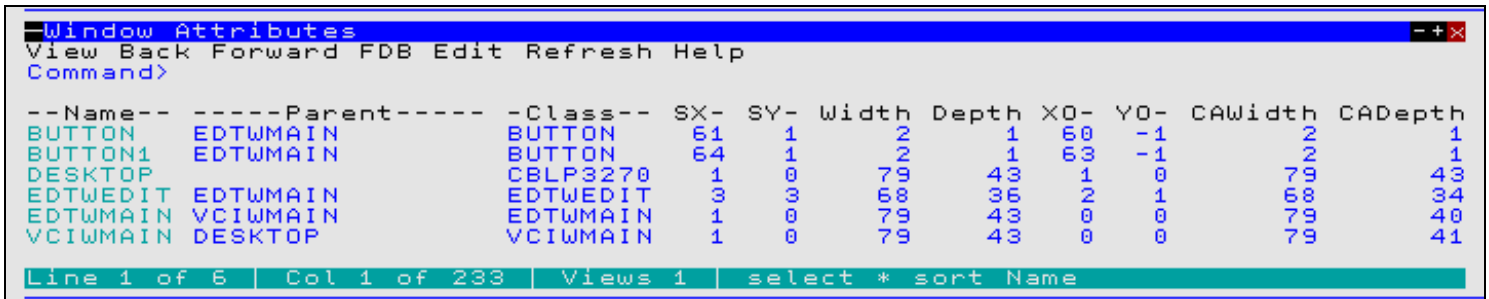 Window Attributes - + x
View Back Forward FDB Edit Refresh Help
Command>
--Name-- -----Parent----- -Class-- SX- SY- Width Depth XO- YO- CAWidth CADepth
BUTTON EDTWMAIN BUTTON 61 1 2 1 60 -1 2 1
BUTTON1 EDTWMAIN BUTTON 64 1 2 1 63 -1 2 1
DESKTOP CBLP3270 1 0 79 43 1 0 79 43
EDTWEDIT EDTWMAIN EDTWEDIT 3 3 68 36 2 1 68 34
EDTWMAIN VCIWMAIN EDTWMAIN 1 0 79 43 0 0 79 40
VCIWMAIN DESKTOP VCIWMAIN 1 0 79 43 0 0 79 41
Line 1 of 6 | Col 1 of 233 | Views 1 | select * sort Name